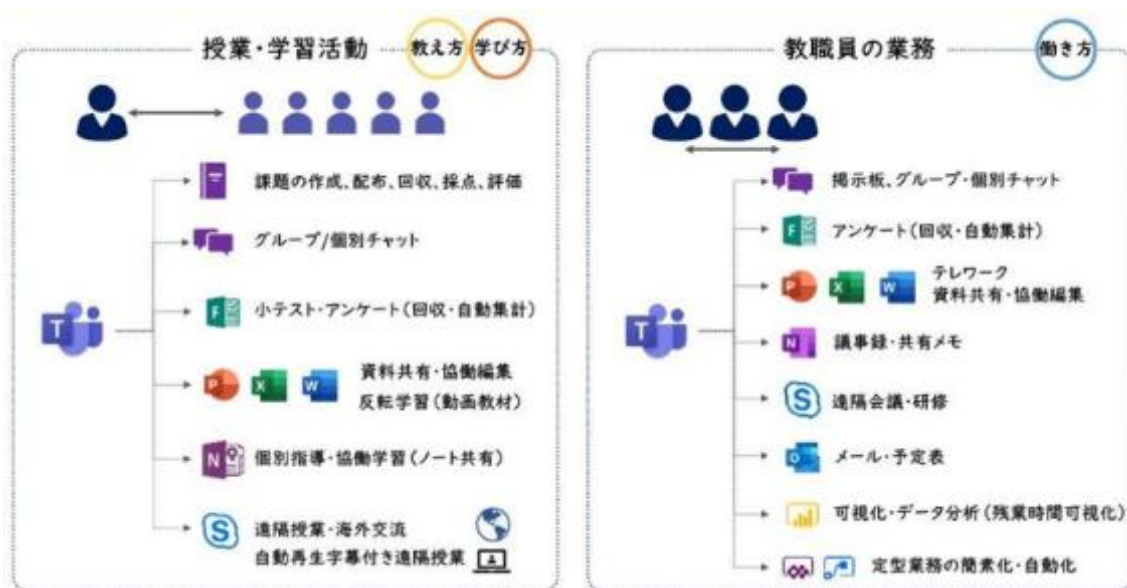 授業・学習活動
教え方
学び方
課題の作成、配布、回収、採点、評価
グループ/個別チャット
小テスト・アンケート(回収・自動集計)
資料共有・協働編集
反転学習(動画教材)
個別指導・協働学習(ノート共有)
遠隔授業・海外交流
自動再生字幕付き遠隔授業
T
F
P
X
W
N
S
教職員の業務
働き方
掲示板、グループ・個別チャット
アンケート(回収・自動集計)
テレワーク
資料共有・協働編集
議事録・共有メモ
遠隔会議・研修
メール・予定表
可視化・データ分析(残業時間可視化)
定型業務の簡素化・自動化
T
F
P
X
W
N
S
O